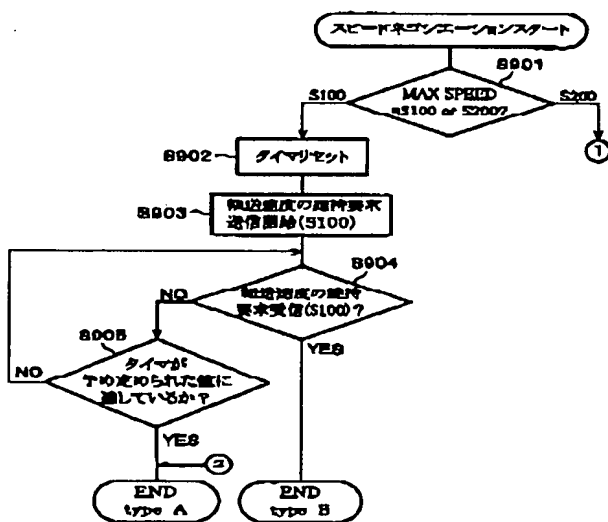 スピードネゴシエーションスタート
S901
S100
MAX SPEED
=S100 or S200?
S200
1
S902
タイマリセット
S903
転送速度の維持要求
送信開始(S100)
S904
NO
転送速度の維持
要求受信(S100)?
YES
S905
NO
タイマが
予め定められた値に
達しているか?
YES
2
END
type A
END
type B